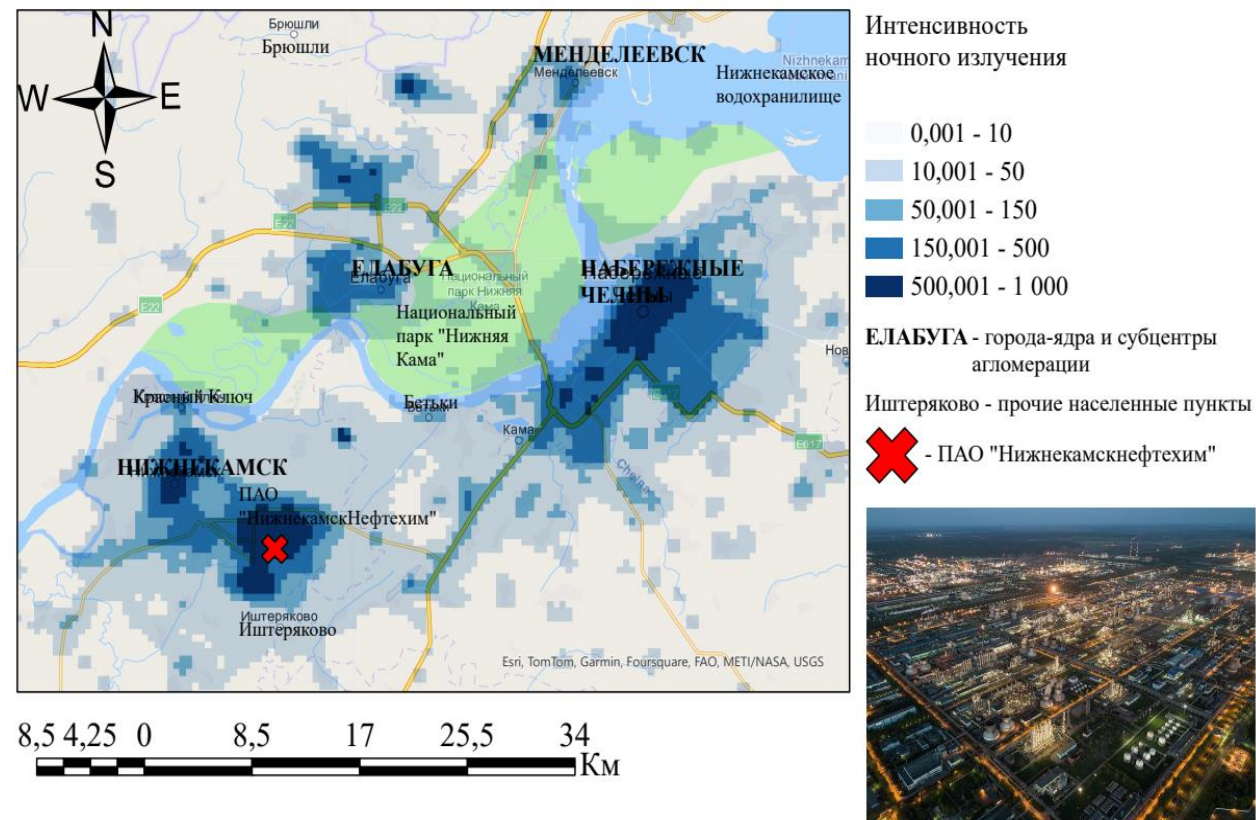 N
W
E
S
Брюшли
Брюшли
МЕНДЕЛЕЕВСК
Менделеевск
Нижнекамское
водохранилище
E22
E22
E22
ЕЛАБУГА
Елабуга
Национальный
парк Нижняя
Кама
Национальный
парк "Нижняя
Кама"
НАБЕРЕЖНЫЕ
ЧЕЛНЫ
Нов
Красный Ключ
Бетьки
Кама
E017
НИЖНЕКАМСК
ПАО
"НижнекамскНефтехим"
Иштеряково
Иштеряково
Esri, TomTom, Garmin, Foursquare, FAO, METI/NASA, USGS
8,5 4,25 0 8,5 17 25,5 34
Км
Интенсивность
ночного излучения
0,001 - 10
10,001 - 50
50,001 - 150
150,001 - 500
500,001 - 1 000
ЕЛАБУГА - города-ядра и субцентры
агломерации
Иштеряково - прочие населенные пункты
- ПАО "Нижнекамскнефтехим"